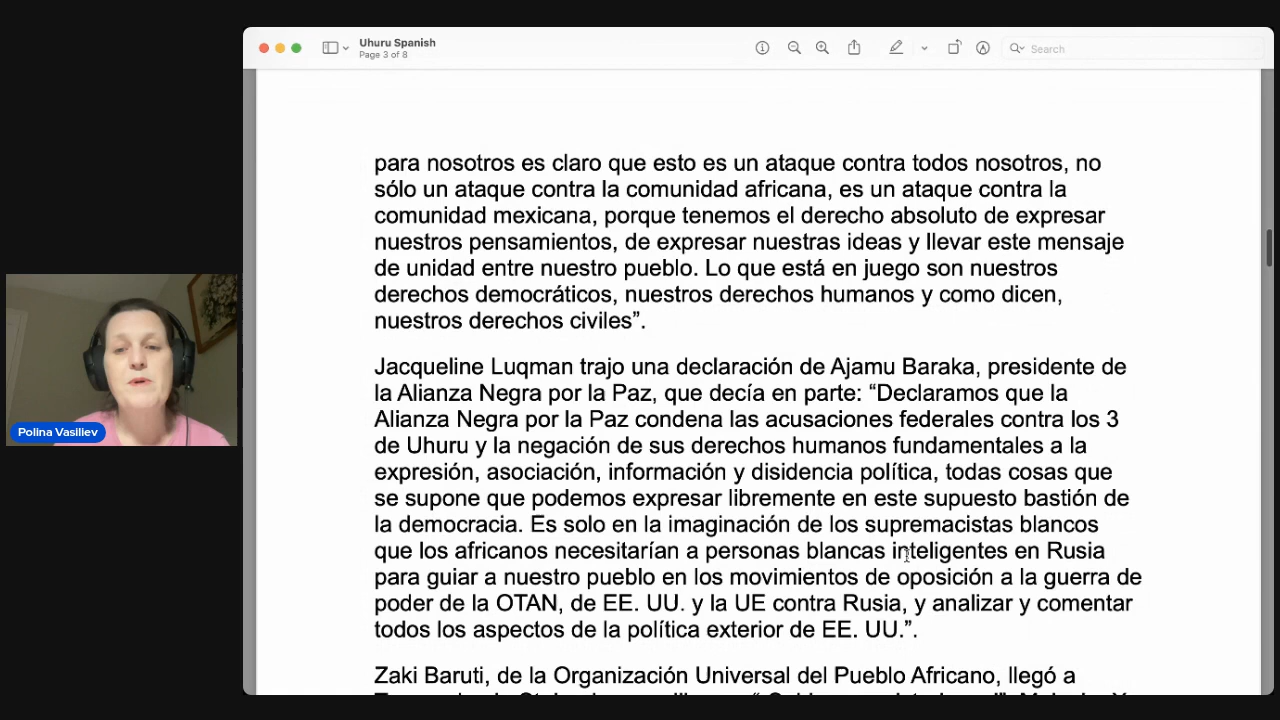 Uhuru Spanish
Page 3 of 8
Search
para nosotros es claro que esto es un ataque contra todos nosotros, no
sólo un ataque contra la comunidad africana, es un ataque contra la
comunidad mexicana, porque tenemos el derecho absoluto de expresar
nuestros pensamientos, de expresar nuestras ideas y llevar este mensaje
de unidad entre nuestro pueblo. Lo que está en juego son nuestros
derechos democráticos, nuestros derechos humanos y como dicen,
nuestros derechos civiles”.
Jacqueline Luqman trajo una declaración de Ajamu Baraka, presidente de
la Alianza Negra por la Paz, que decía en parte: “Declaramos que la
Alianza Negra por la Paz condena las acusaciones federales contra los 3
de Uhuru y la negación de sus derechos humanos fundamentales a la
expresión, asociación, información y disidencia política, todas cosas que
se supone que podemos expresar libremente en este supuesto bastión de
la democracia. Es solo en la imaginación de los supremacistas blancos
que los africanos necesitarían a personas blancas inteligentes en Rusia
para guiar a nuestro pueblo en los movimientos de oposición a la guerra de
poder de la OTAN, de EE. UU. y la UE contra Rusia, y analizar y comentar
todos los aspectos de la política exterior de EE. UU.”.
Zaki Baruti, de la Organización Universal del Pueblo Africano, llegó a
Polina Vasiliev